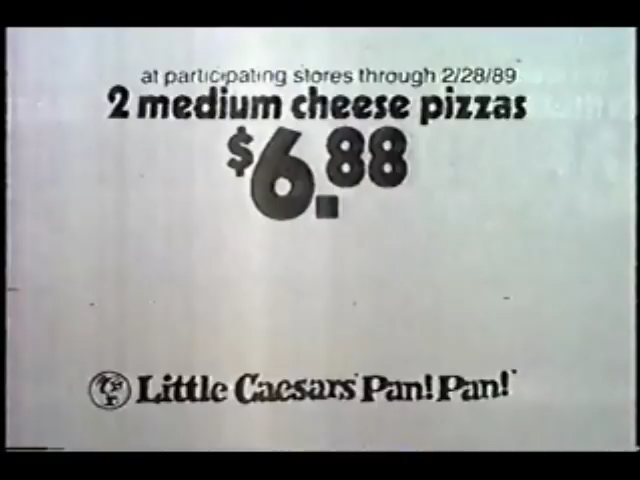 at participating stores through 2/28/89
2 medium cheese pizzas
$6.88
Little Caesars Pan! Pan!